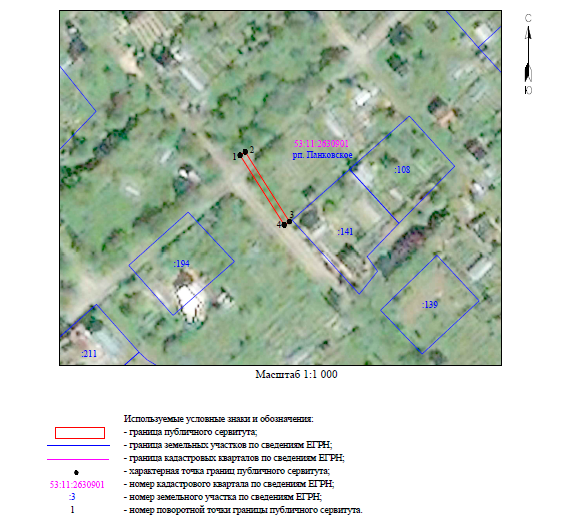 С
Ю
53:11:2630901
рп. Панковское
1
2
3
4
:108
:141
:194
:139
:211
Масштаб 1:1 000
Используемые условные знаки и обозначения:
- граница публичного сервитута;
- граница земельных участков по сведениям ЕГРН;
- граница кадастровых кварталов по сведениям ЕГРН;
- характерная точка границ публичного сервитута;
53:11:2630901 - номер кадастрового квартала по сведениям ЕГРН;
:3 - номер земельного участка по сведениям ЕГРН;
1 - номер поворотной точки границы публичного сервитута.